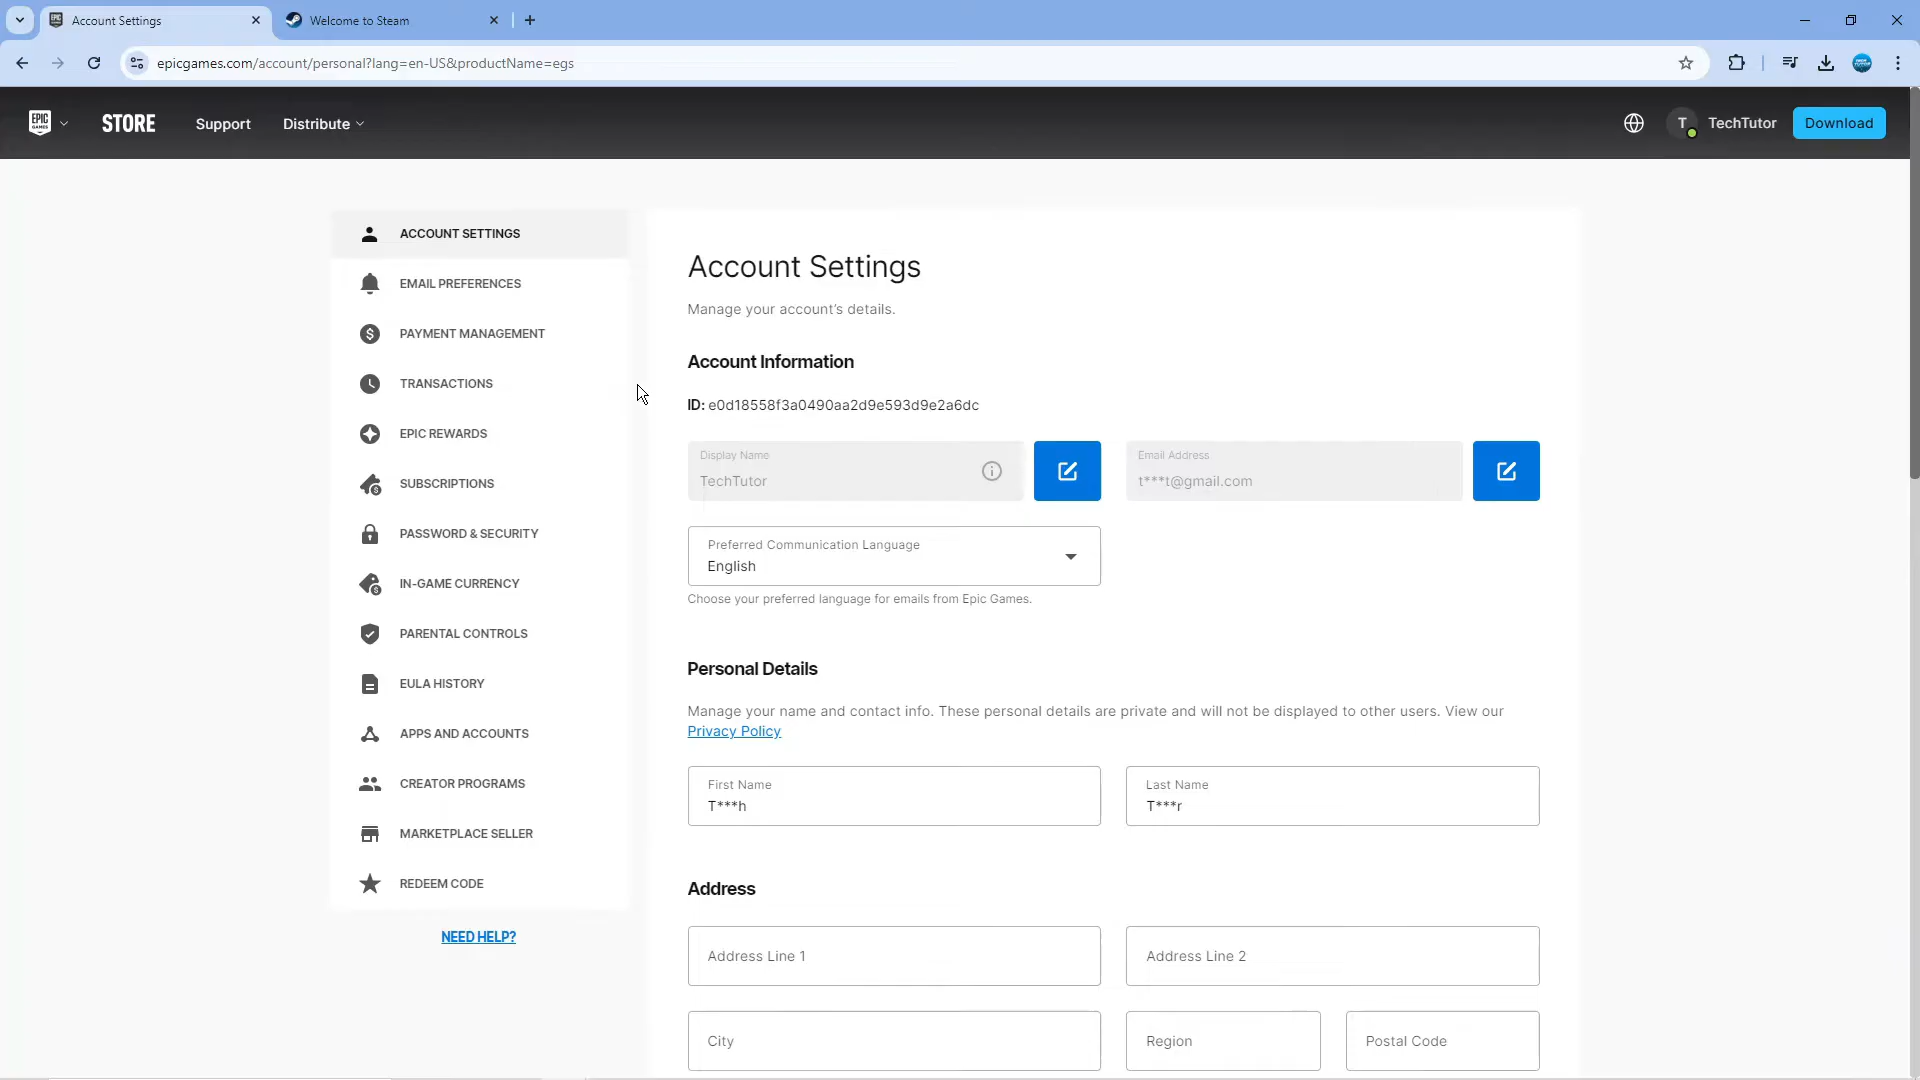 Account Settings
Welcome to Steam
epicgames.com/account/personal?lang=en-US&productName=egs
EPIC GAMES
STORE
Support
Distribute
T
TechTutor
Download
ACCOUNT SETTINGS
EMAIL PREFERENCES
PAYMENT MANAGEMENT
TRANSACTIONS
EPIC REWARDS
SUBSCRIPTIONS
PASSWORD & SECURITY
IN-GAME CURRENCY
PARENTAL CONTROLS
EULA HISTORY
APPS AND ACCOUNTS
CREATOR PROGRAMS
MARKETPLACE SELLER
REDEEM CODE
NEED HELP?
Account Settings
Manage your account's details.
Account Information
ID: e0d18558f3a0490aa2d9e593d9e2a6dc
Display Name
TechTutor
Email Address
t***t@gmail.com
Preferred Communication Language
English
Choose your preferred language for emails from Epic Games.
Personal Details
Manage your name and contact info. These personal details are private and will not be displayed to other users. View our
Privacy Policy
First Name
T***h
Last Name
T***r
Address
Address Line 1
Address Line 2
City
Region
Postal Code